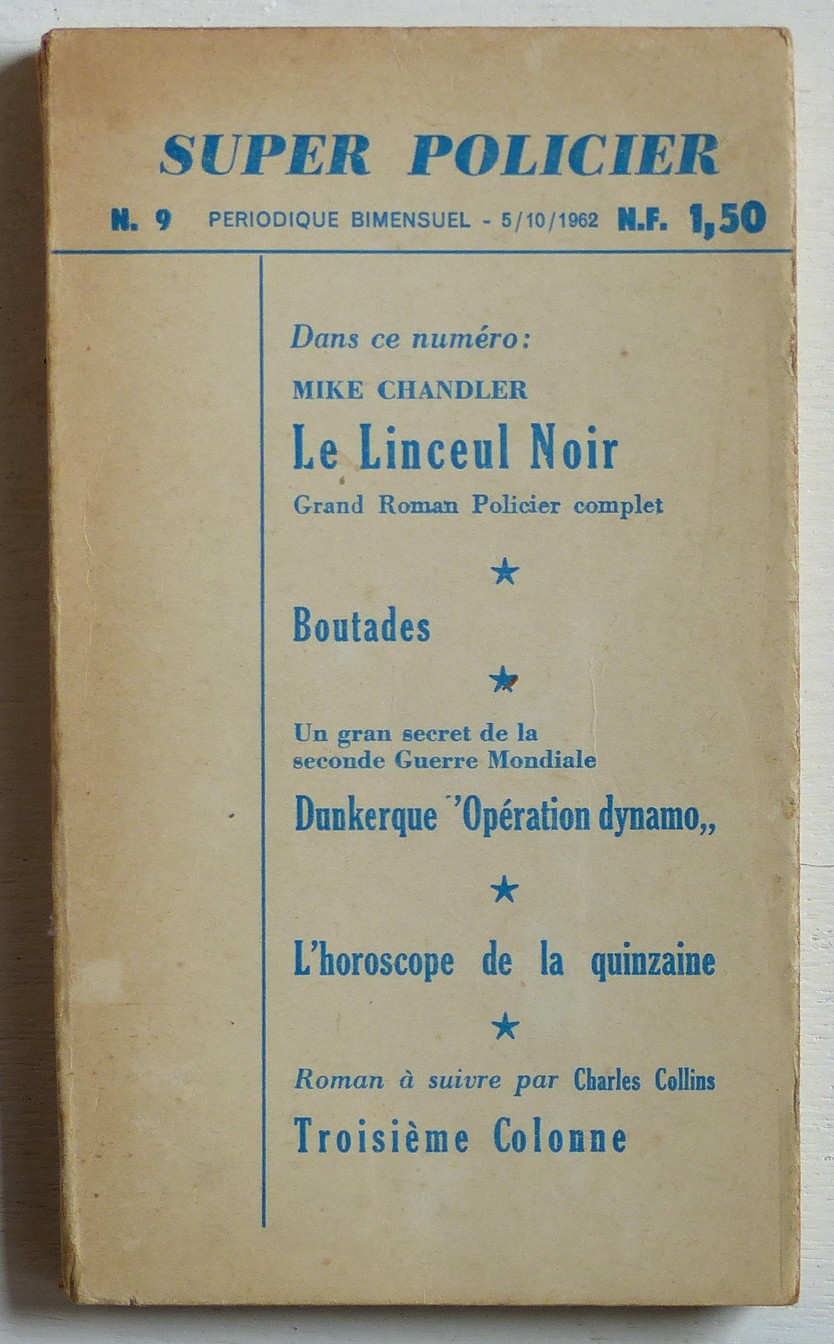 SUPER POLICIER
N. 9 PERIODIQUE BIMENSUEL - 5/10/1962 N.F. 1,50
Dans ce numéro:
MIKE CHANDLER
Le Linceul Noir
Grand Roman Policier complet
Boutades
Un gran secret de la
seconde Guerre Mondiale
Dunkerque ''Opération dynamo,,
L'horoscope de la quinzaine
Roman à suivre par Charles Collins
Troisième Colonne